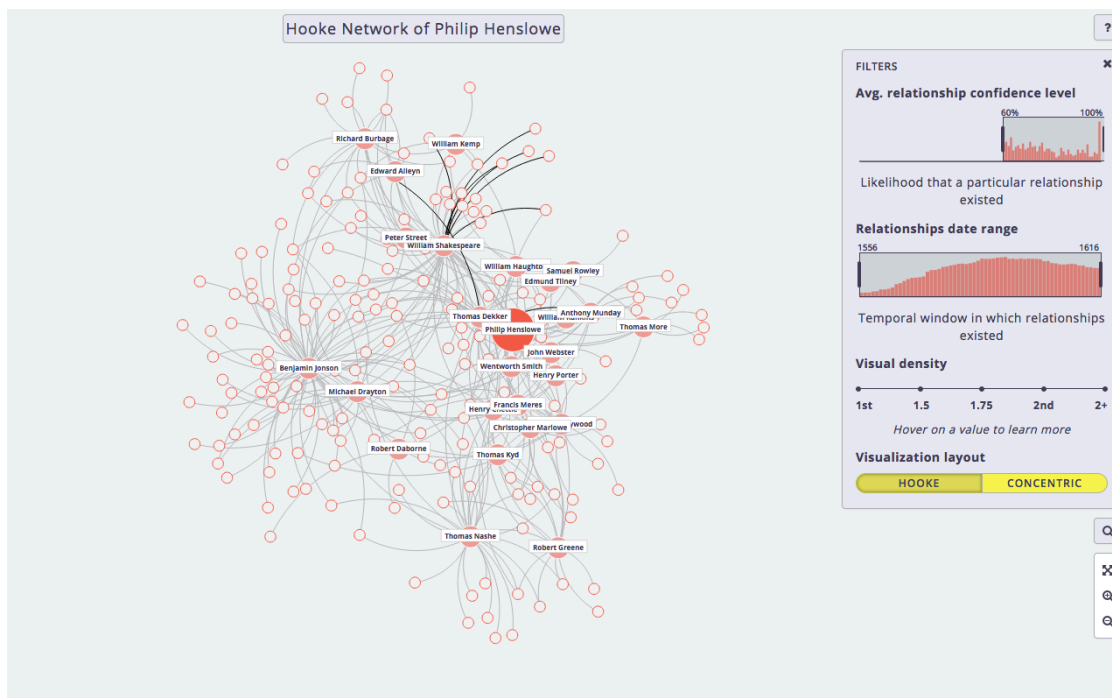 Hooke Network of Philip Henslowe
?
FILTERS
Avg. relationship confidence level
60% 100%
Likelihood that a particular relationship
existed
Relationships date range
1556 1616
Temporal window in which relationships
existed
Visual density
1st 1.5 1.75 2nd 2+
Hover on a value to learn more
Visualization layout
HOOKE CONCENTRIC
Richard Burbage
William Kemp
Edward Alleyn
Peter Street
William Shakespeare
William Haughto
Samuel Rowley
Edmund Tilney
Anthony Munday
Thomas Dekker
Willia
Philip Henslowe
Thomas More
John Webster
Benjamin Jonson
Wentworth Smith
Henry Porter
Michael Drayton
Francis Meres
Henry
Christopher Marlowe
ywood
Robert Daborne
Thomas Kyd
Thomas Nashe
Robert Greene